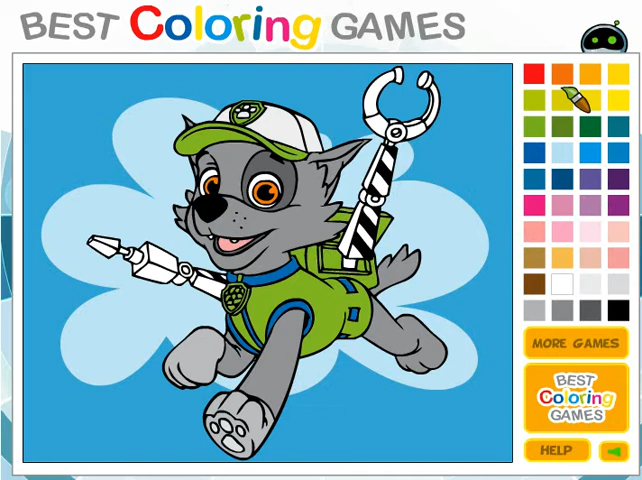 BEST Coloring GAMES
MORE GAMES
BEST
Coloring
GAMES
HELP